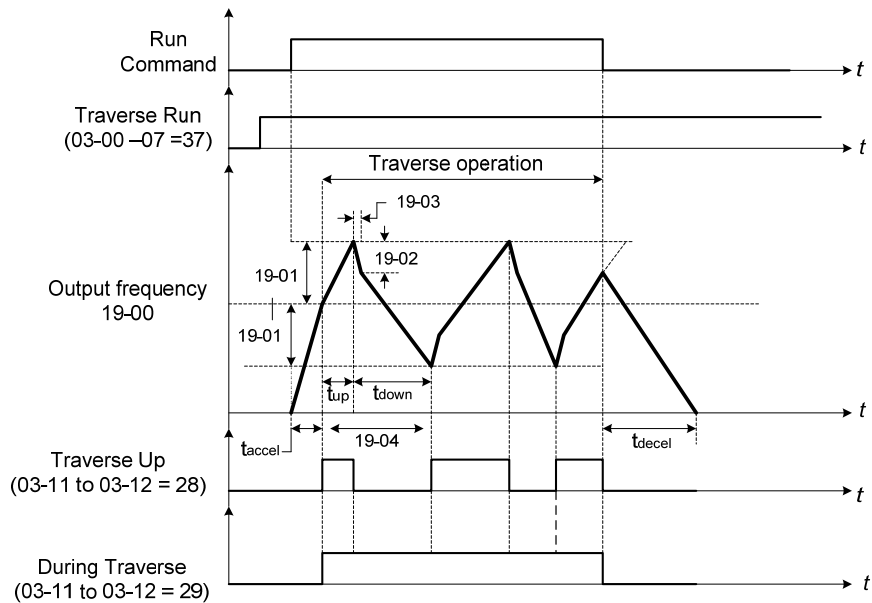 Run
Command
t
Traverse Run
(03-00 –07 =37)
t
Traverse operation
19-03
19-02
19-01
Output frequency
19-00
19-01
tup
tdown
t
taccel
19-04
tdecel
Traverse Up
(03-11 to 03-12 = 28)
t
During Traverse
(03-11 to 03-12 = 29)
t